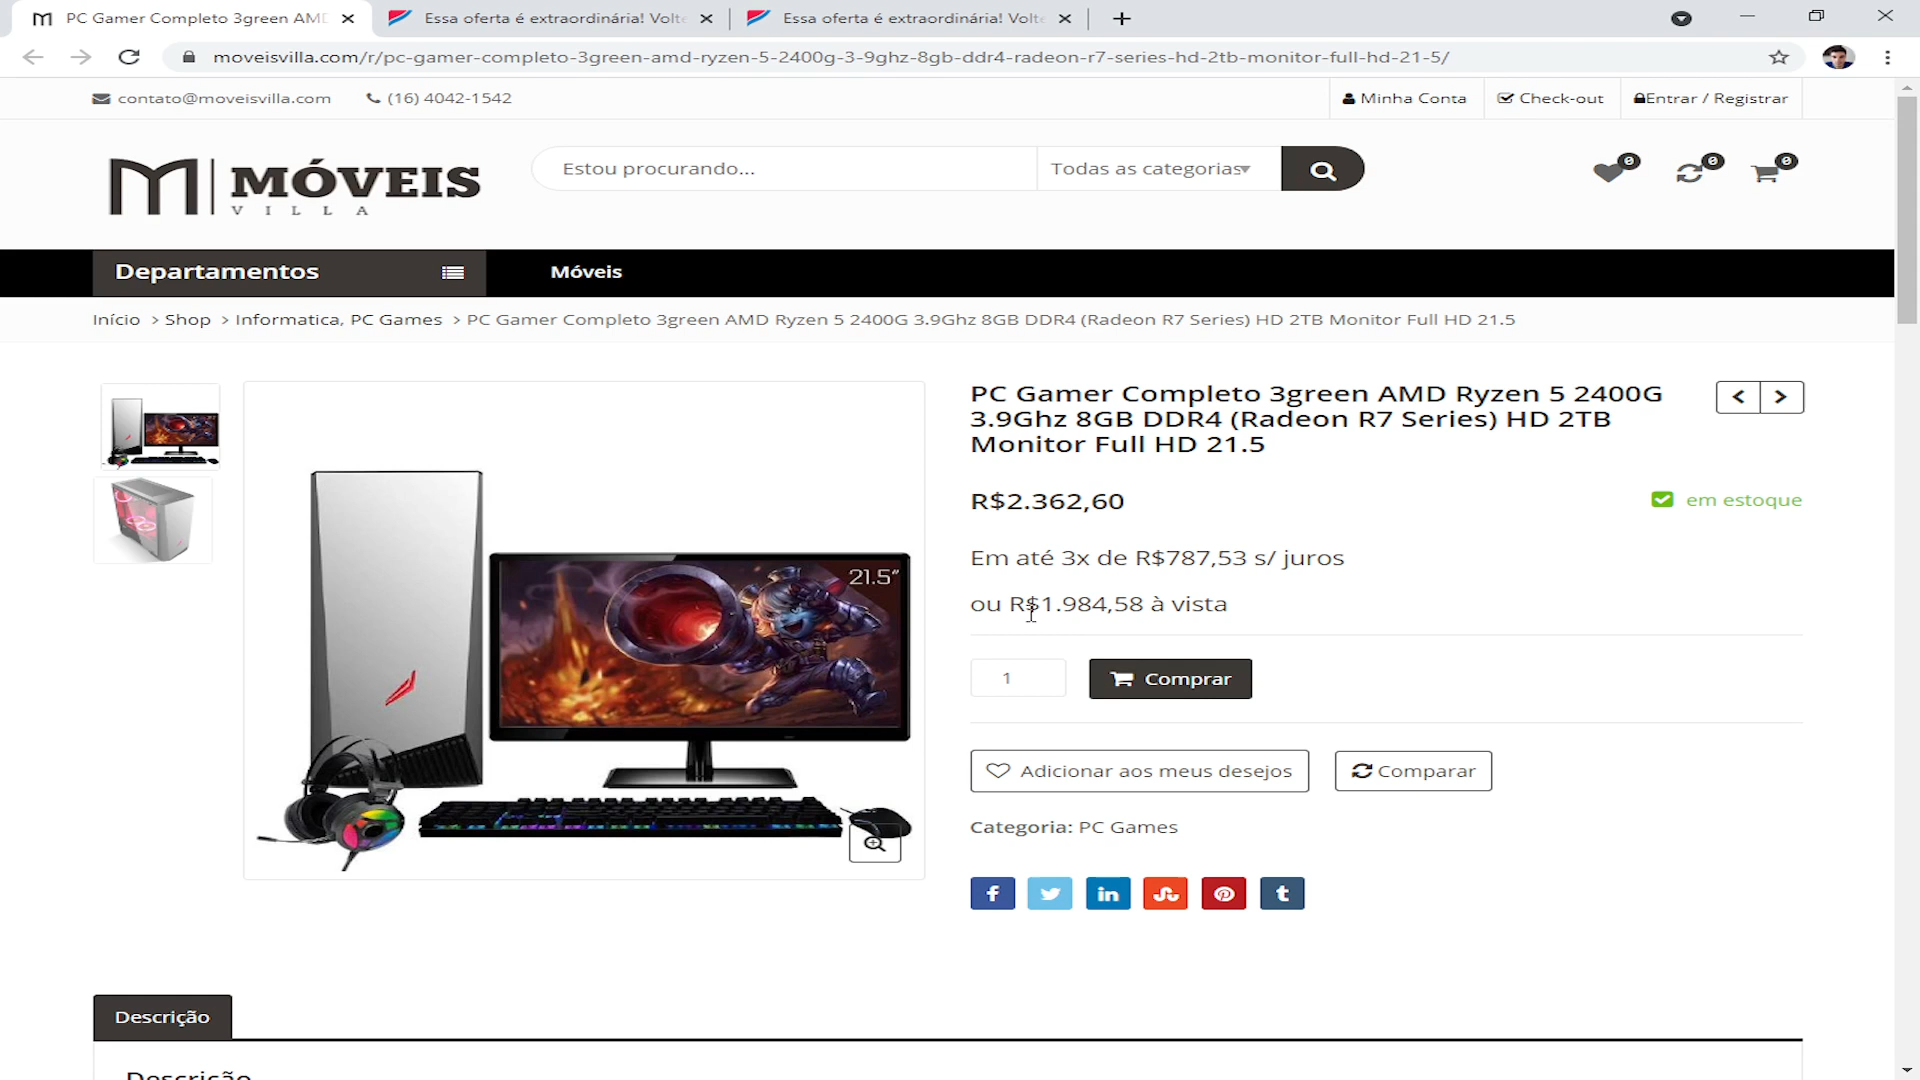 PC Gamer Completo 3green AMD
Essa oferta é extraordinária! Volte
Essa oferta é extraordinária! Volte
moveisvilla.com/r/pc-gamer-completo-3green-amd-ryzen-5-2400g-3-9ghz-8gb-ddr4-radeon-r7-series-hd-2tb-monitor-full-hd-21-5/
contato@moveisvilla.com (16) 4042-1542
Minha Conta
Check-out
Entrar / Registrar
MÓVEIS
VILLA
Estou procurando...
Todas as categorias
0
0
0
Departamentos
Móveis
Início > Shop > Informatica, PC Games > PC Gamer Completo 3green AMD Ryzen 5 2400G 3.9Ghz 8GB DDR4 (Radeon R7 Series) HD 2TB Monitor Full HD 21.5
21.5”
PC Gamer Completo 3green AMD Ryzen 5 2400G
3.9Ghz 8GB DDR4 (Radeon R7 Series) HD 2TB
Monitor Full HD 21.5
R$2.362,60
em estoque
Em até 3x de R$787,53 s/ juros
ou R$1.984,58 à vista
1
Comprar
Adicionar aos meus desejos
Comparar
Categoria: PC Games
Descrição
Descrição